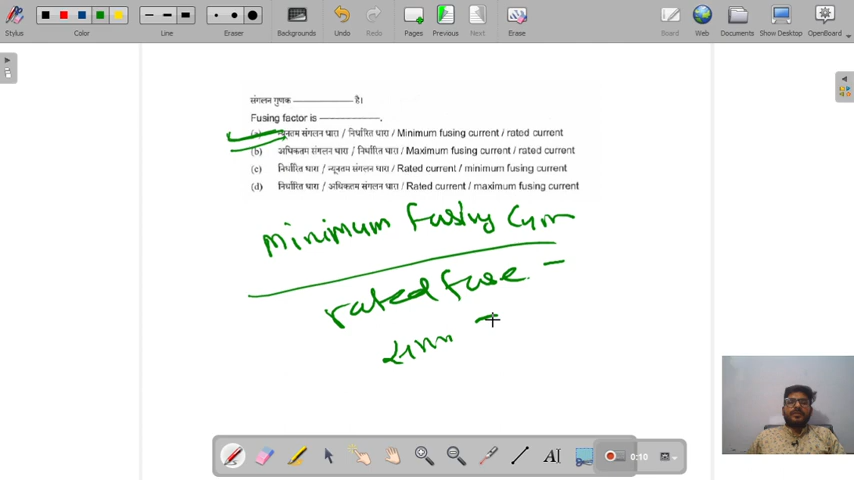 Stylus Color Line Eraser Backgrounds Undo Pages Previous Next Erase Board Web Documents Show Desktop OpenBoard
संगलन गुणक ———— है।
Fusing factor is ————.
(a) न्यूनतम संगलन धारा / निर्धारित धारा / Minimum fusing current / rated current
(b) अधिकतम संगलन धारा / निर्धारित धारा / Maximum fusing current / rated current
(c) निर्धारित धारा / न्यूनतम संगलन धारा / Rated current / minimum fusing current
(d) निर्धारित धारा / अधिकतम संगलन धारा / Rated current / maximum fusing current
minimum fusing
rated fuse
0:10